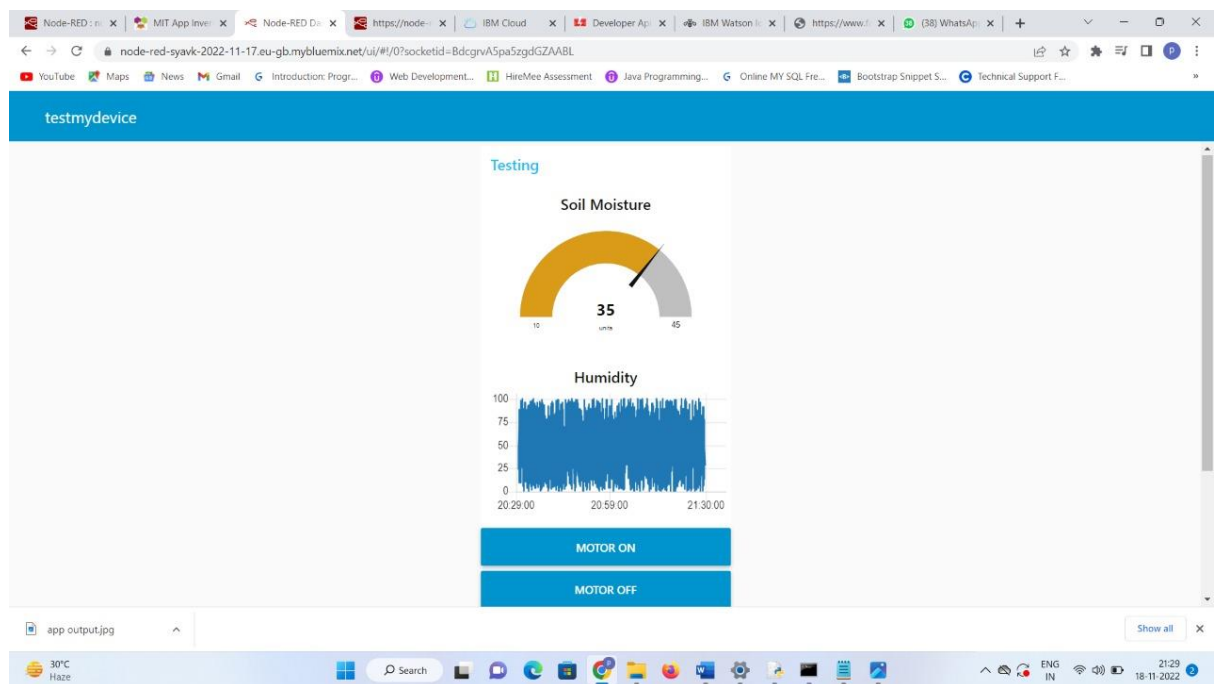 Node-RED : n
MIT App Inver
Node-RED Da
https://node-r
IBM Cloud
Developer Ap
IBM Watson I
https://www.
(38) WhatsAp
node-red-syavk-2022-11-17.eu-gb.mybluemix.net/ui/#!/0?socketid=BdcgrvA5pa5zgdGZAABL
P
YouTube Maps News Gmail Introduction: Progr... Web Development... HireMee Assessment Java Programming... Online MY SQL Fre... Bootstrap Snippet S... Technical Support F... »
testmydevice
Testing
Soil Moisture
35
10 units 45
Humidity
100
75
50
25
0
20:29:00 20:59:00 21:30:00
MOTOR ON
MOTOR OFF
app output.jpg
Show all
30°C
Haze
Search
ENG
IN
21:29
18-11-2022
2